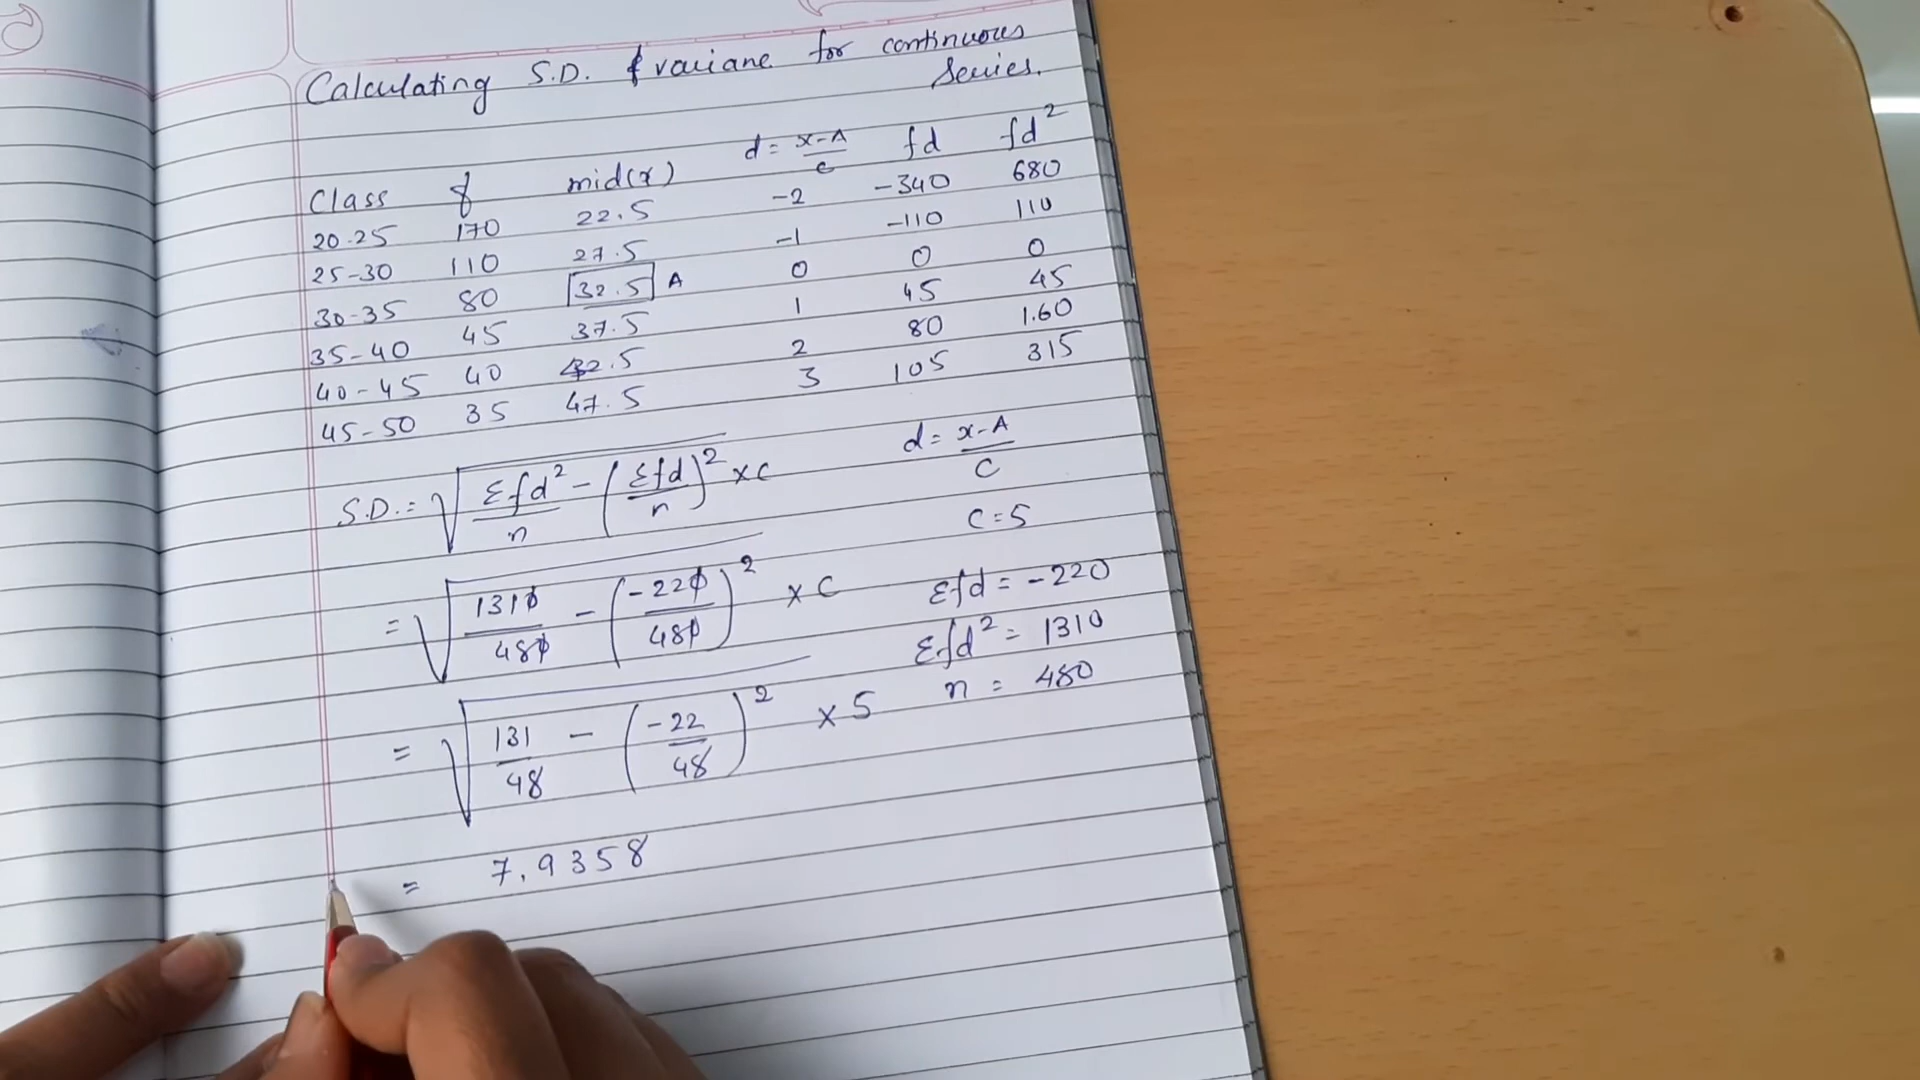 Calculating S.D. & variane for continuous
Series.
Class f mid(x) d = x-A/c fd fd²
20-25 170 22.5 -2 -340 680
25-30 110 27.5 -1 -110 110
30-35 80 32.5 A 0 0 0
35-40 45 37.5 1 45 45
40-45 40 42.5 2 80 1.60
45-50 35 47.5 3 105 315
S.D. = √(Σfd²/n - (Σfd/n)²) × C
d = x-A/C
C = 5
= √(1310/480 - (-220/480)²) × C
Σfd = -220
Σfd² = 1310
n = 480
= √(131/48 - (-22/48)²) × 5
= 7.9358